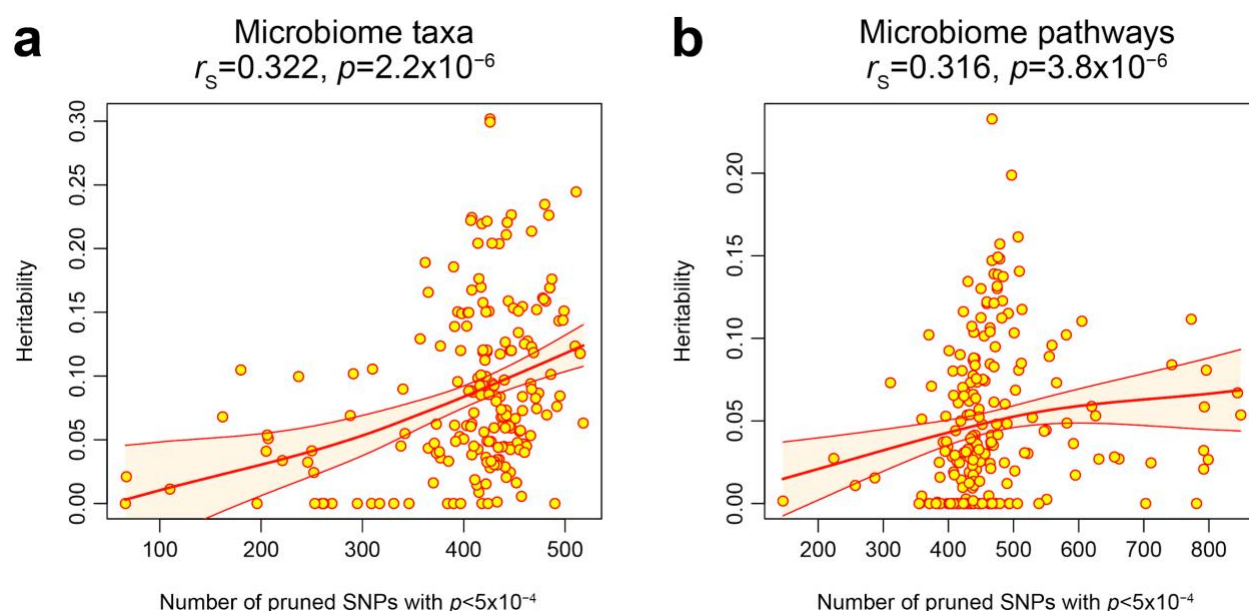 a
Microbiome taxa
rS=0.322, p=2.2x10⁻⁶
Heritability
0.30
0.25
0.20
0.15
0.10
0.05
0.00
100 200 300 400 500
Number of pruned SNPs with p<5x10⁻⁴
b
Microbiome pathways
rS=0.316, p=3.8x10⁻⁶
Heritability
0.20
0.15
0.10
0.05
0.00
200 300 400 500 600 700 800
Number of pruned SNPs with p<5x10⁻⁴